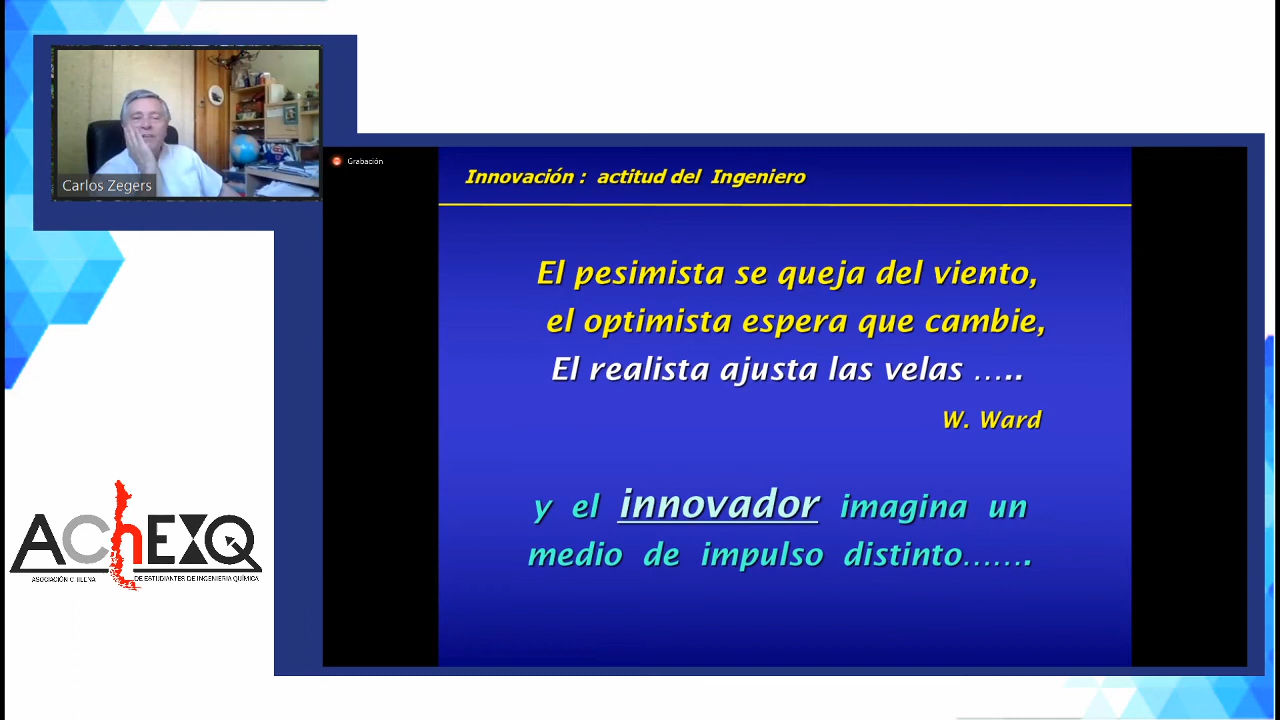 Carlos Zegers
Grabación
Innovación : actitud del Ingeniero
El pesimista se queja del viento,
el optimista espera que cambie,
El realista ajusta las velas .....
W. Ward
y el innovador imagina un
medio de impulso distinto.......
AChEXQ
ASOCIACIÓN CHILENA DE ESTUDIANTES DE INGENIERIA QUÍMICA